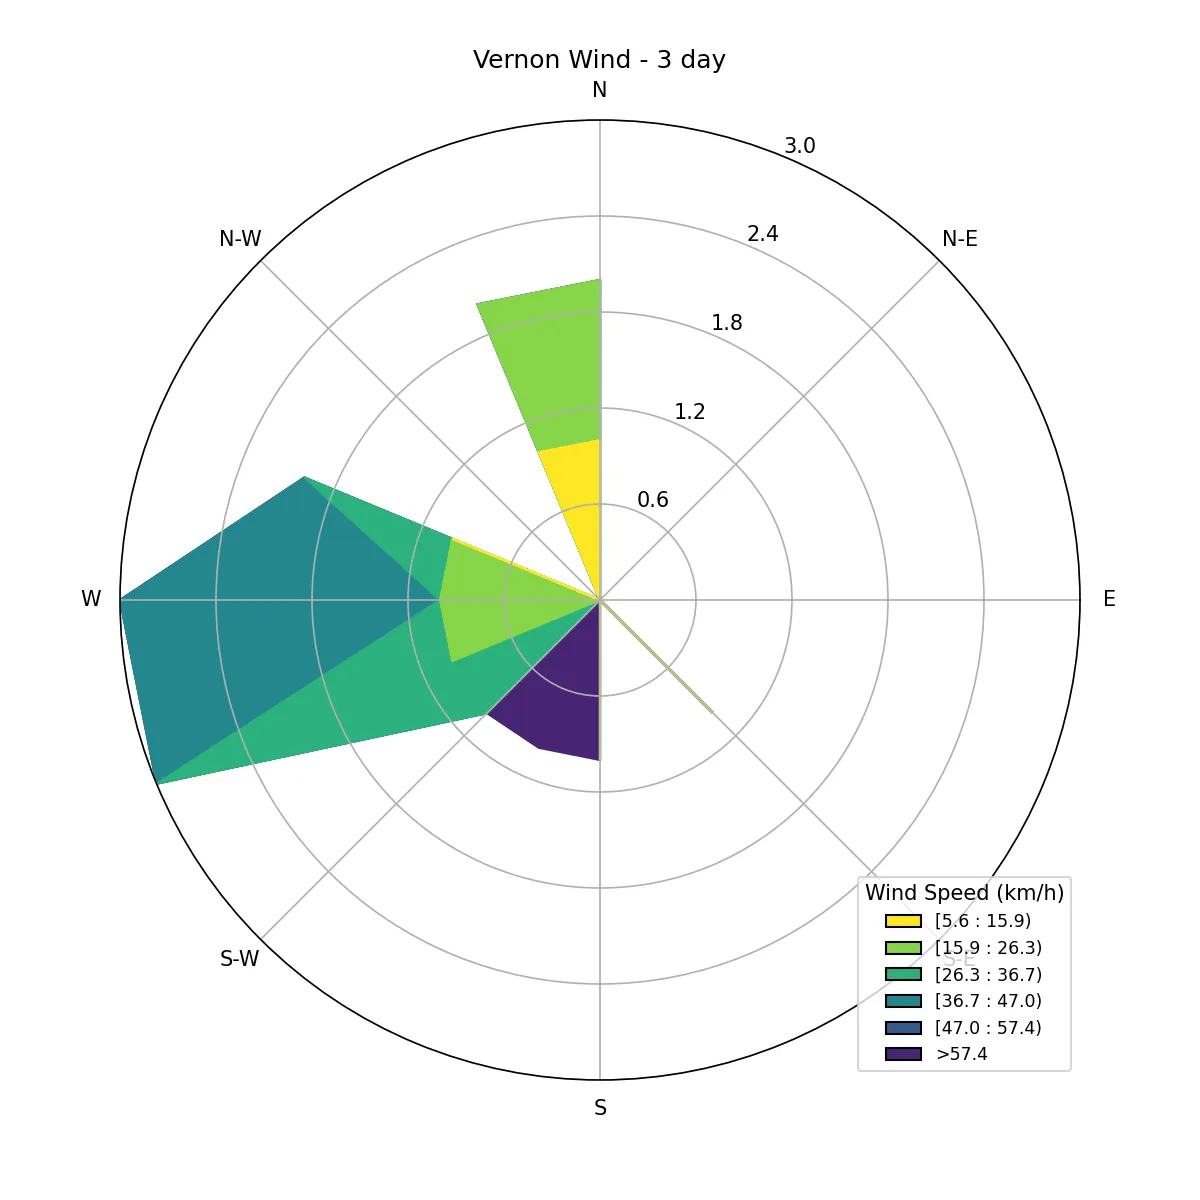 Vernon Wind - 3 day
N
3.0
N-W
N-E
2.4
1.8
1.2
0.6
W
E
S-W
S-E
S
Wind Speed (km/h)
[5.6 : 15.9)
[15.9 : 26.3)
[26.3 : 36.7)
[36.7 : 47.0)
[47.0 : 57.4)
>57.4